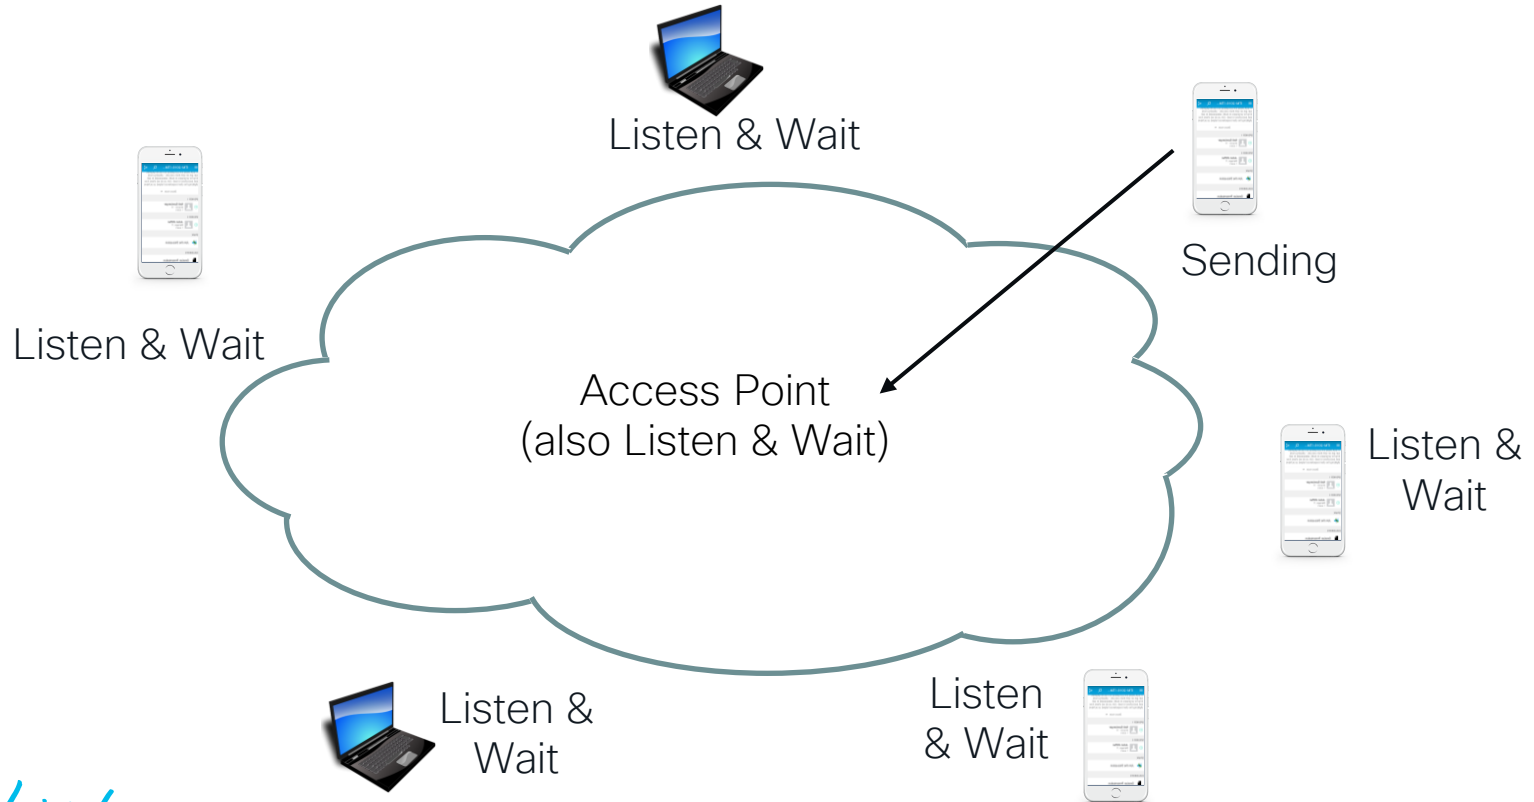 Listen & Wait
Listen & Wait
Sending
Access Point
(also Listen & Wait)
Listen &
Wait
Listen &
Wait
Listen
& Wait